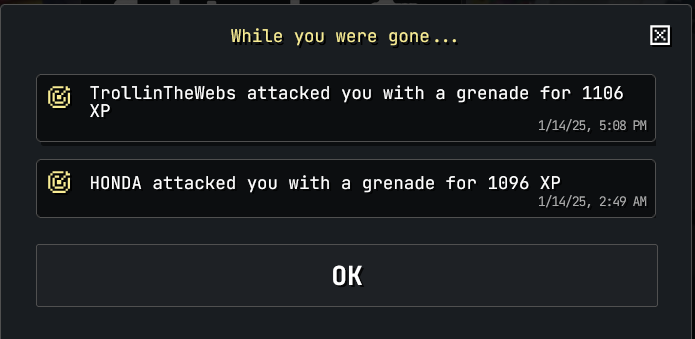 While you were gone...
TrollinTheWebs attacked you with a grenade for 1106
XP
1/14/25, 5:08 PM
HONDA attacked you with a grenade for 1096 XP
1/14/25, 2:49 AM
OK